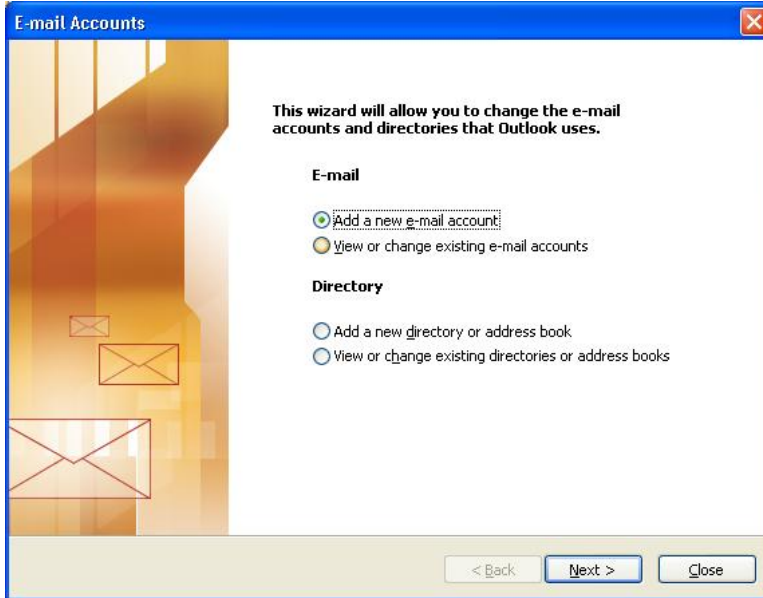 E-mail Accounts
This wizard will allow you to change the e-mail
accounts and directories that Outlook uses.
E-mail
Add a new e-mail account
View or change existing e-mail accounts
Directory
Add a new directory or address book
View or change existing directories or address books
< Back Next > Close